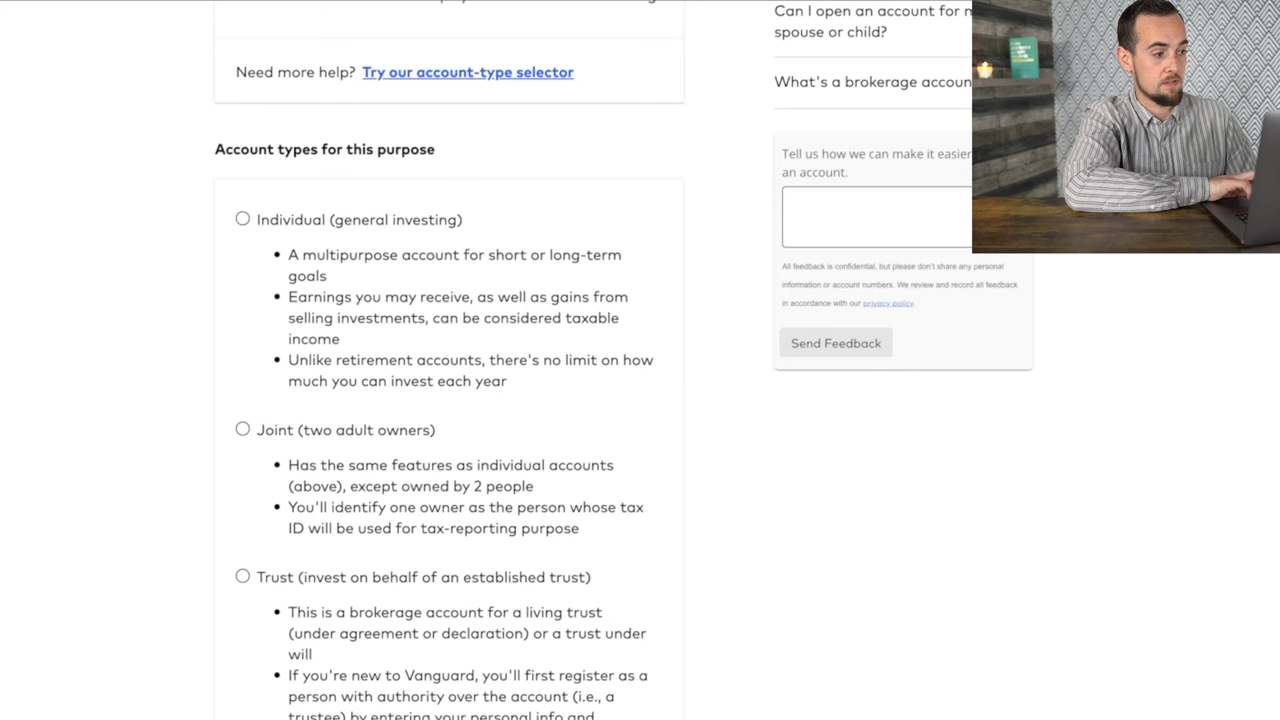 Need more help? Try our account-type selector
Account types for this purpose
Individual (general investing)
• A multipurpose account for short or long-term
goals
• Earnings you may receive, as well as gains from
selling investments, can be considered taxable
income
• Unlike retirement accounts, there's no limit on how
much you can invest each year
Joint (two adult owners)
• Has the same features as individual accounts
(above), except owned by 2 people
• You'll identify one owner as the person whose tax
ID will be used for tax-reporting purpose
Trust (invest on behalf of an established trust)
• This is a brokerage account for a living trust
(under agreement or declaration) or a trust under
will
• If you're new to Vanguard, you'll first register as a
person with authority over the account (i.e., a
trustee) by entering your personal info and
Can I open an account for
spouse or child?
What's a brokerage accoun
Tell us how we can make it easier
an account.
All feedback is confidential, but please don't share any personal
information or account numbers. We review and record all feedback
in accordance with our privacy policy.
Send Feedback